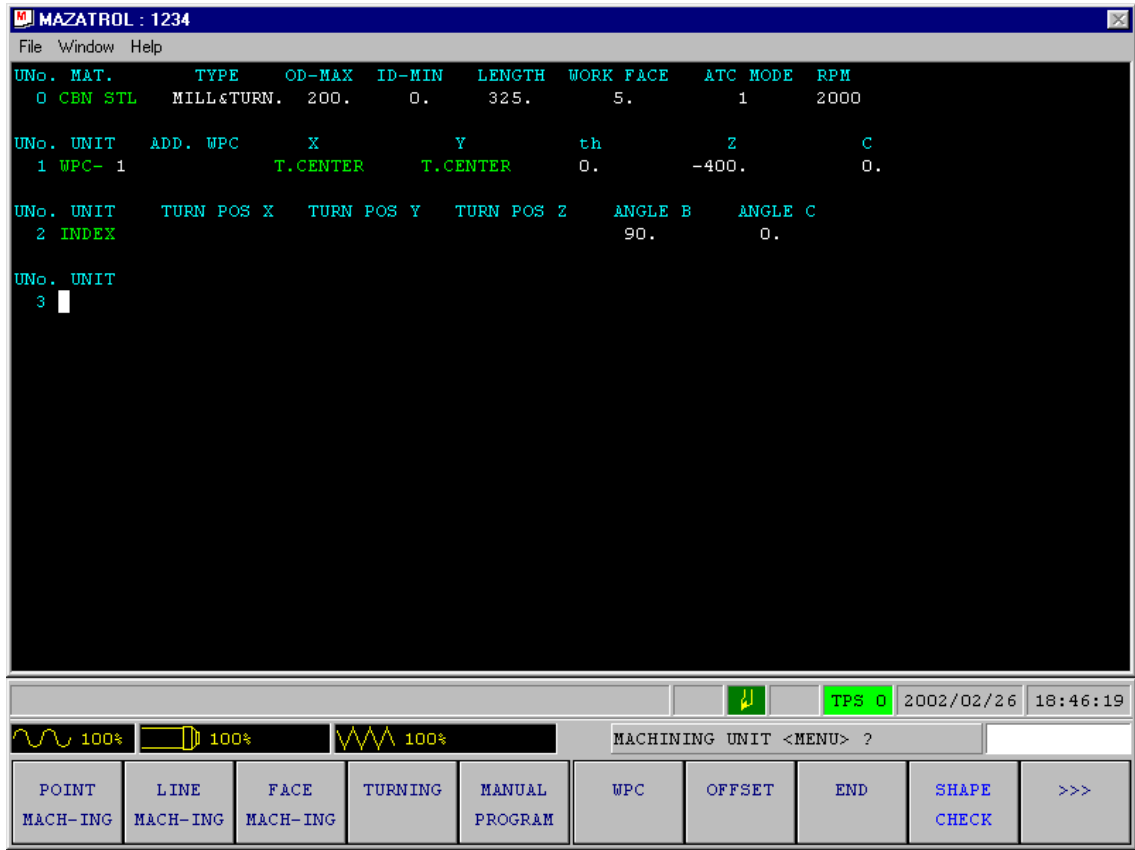 MAZATROL : 1234
File Window Help
UNo. MAT. TYPE OD-MAX ID-MIN LENGTH WORK FACE ATC MODE RPM
0 CBN STL MILL&TURN. 200. 0. 325. 5. 1 2000
UNo. UNIT ADD. WPC X Y th Z C
1 WPC- 1 T.CENTER T.CENTER 0. -400. 0.
UNo. UNIT TURN POS X TURN POS Y TURN POS Z ANGLE B ANGLE C
2 INDEX 90. 0.
UNo. UNIT
3
TPS 0 2002/02/26 18:46:19
100% 100% 100% MACHINING UNIT <MENU> ?
POINT LINE FACE TURNING MANUAL WPC OFFSET END SHAPE >>>
MACH-ING MACH-ING MACH-ING PROGRAM CHECK